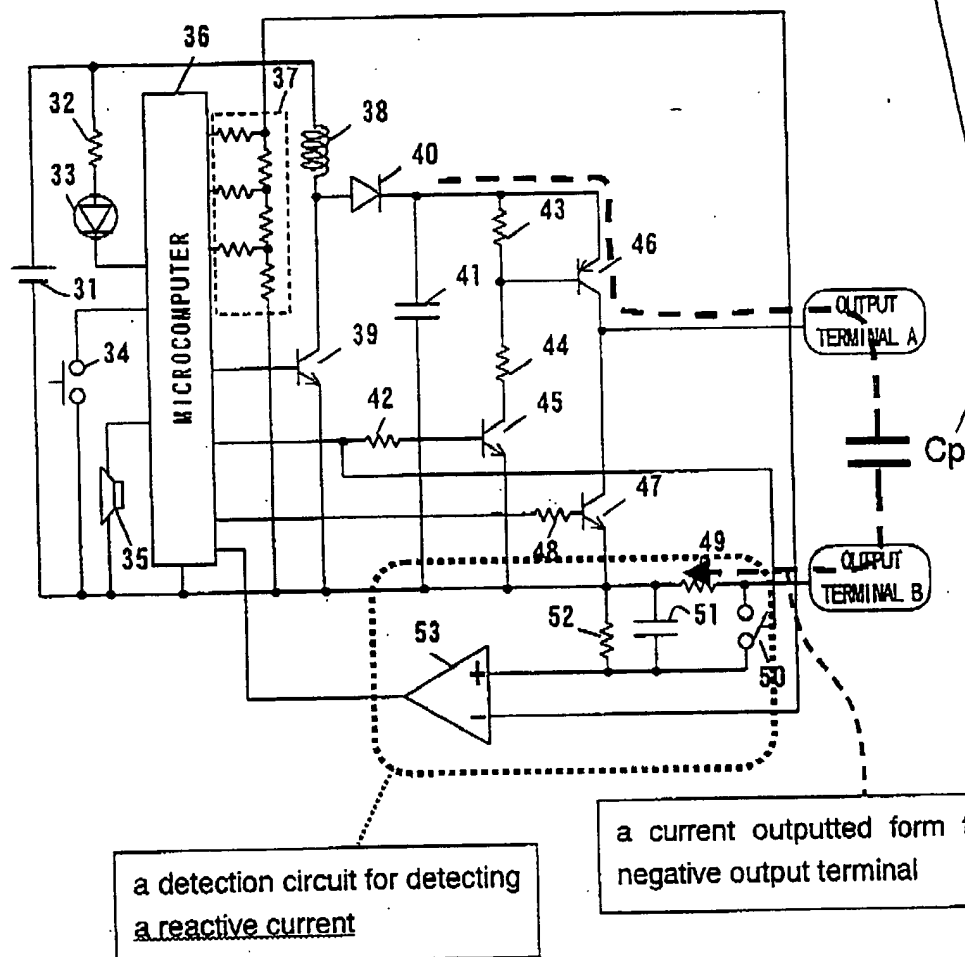 36
32
37
38
33
40
43
46
31
41
MICROCOMPUTER
OUTPUT
TERMINAL A
34
39
44
42
45
Cp
47
35
48
49
OUTPUT
TERMINAL B
52
51
53
50
+
−
a current outputted form t
negative output terminal
a detection circuit for detecting
a reactive current